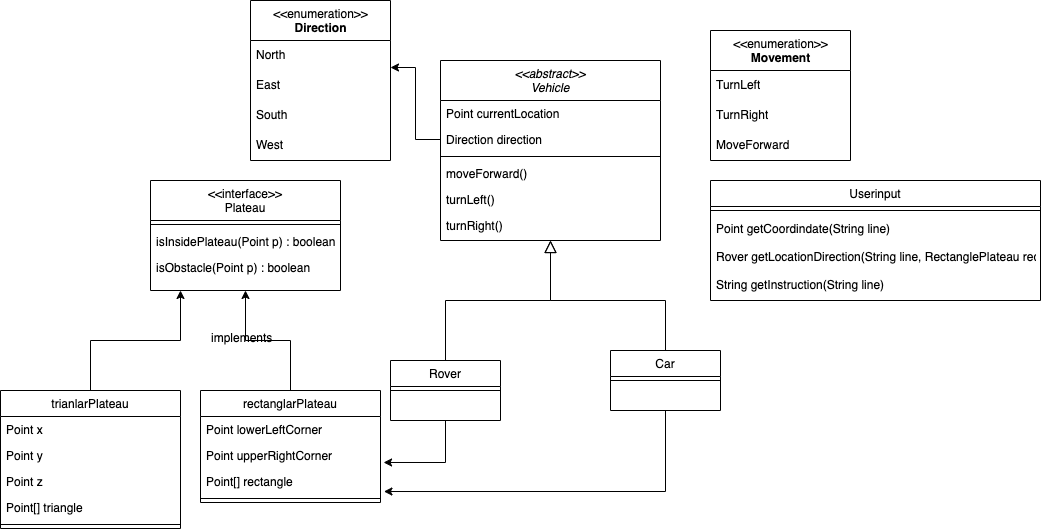 <<enumeration>>
Direction
North
East
South
West
<<abstract>>
Vehicle
Point currentLocation
Direction direction
moveForward()
turnLeft()
turnRight()
<<enumeration>>
Movement
TurnLeft
TurnRight
MoveForward
<<interface>>
Plateau
isInsidePlateau(Point p) : boolean
isObstacle(Point p) : boolean
Userinput
Point getCoordindate(String line)
Rover getLocationDirection(String line, RectanglePlateau rec
String getInstruction(String line)
implements
Rover
Car
trianlarPlateau
Point x
Point y
Point z
Point[] triangle
rectanglarPlateau
Point lowerLeftCorner
Point upperRightCorner
Point[] rectangle